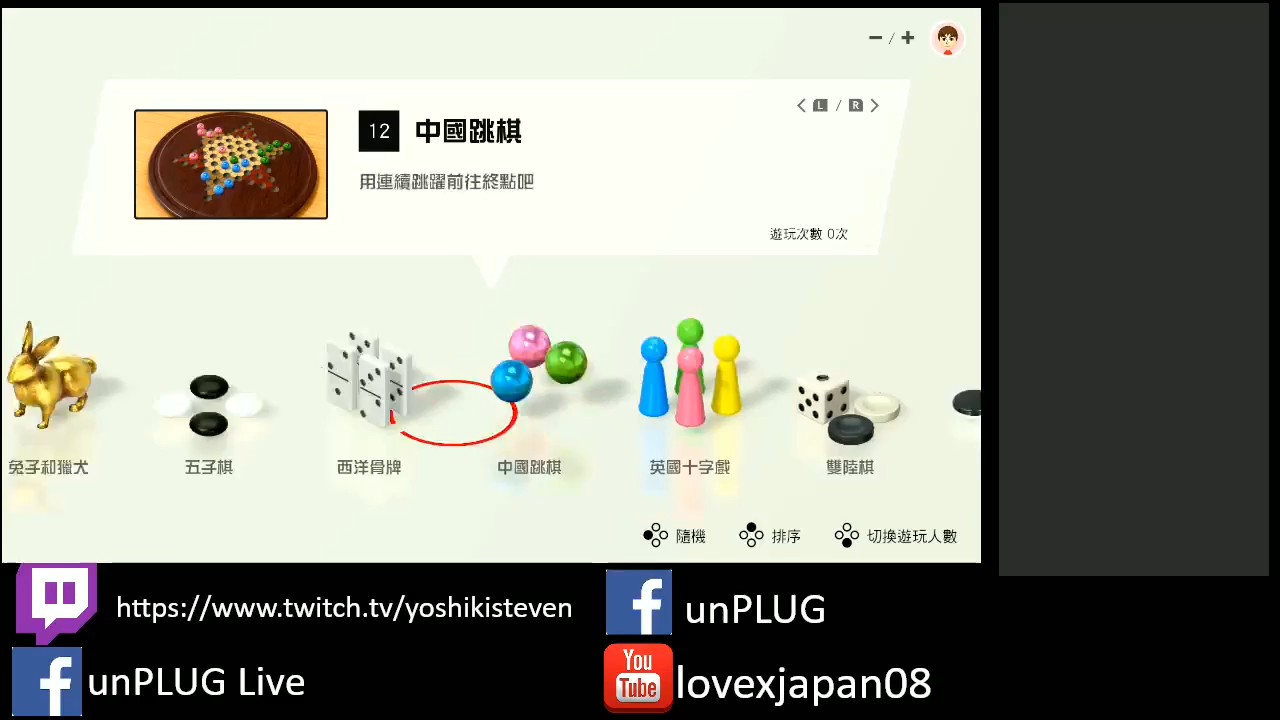 − / +
L / R
12 中國跳棋
用連續跳躍前往終點吧
遊玩次數 0次
兔子和獵犬
五子棋
西洋骨牌
中國跳棋
英國十字戲
雙陸棋
隨機
排序
切換遊玩人數
https://www.twitch.tv/yoshikisteven
unPLUG
unPLUG Live
You
Tube
lovexjapan08